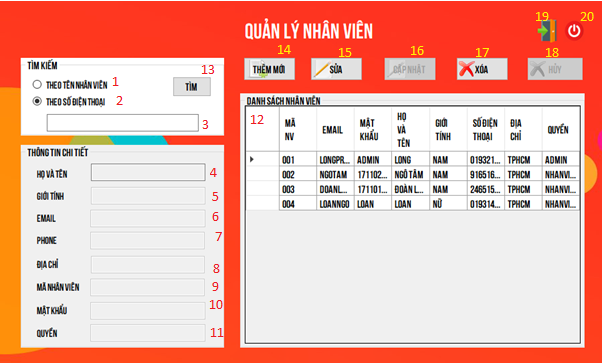 QUẢN LÝ NHÂN VIÊN
19 20
14 15 16 17 18
THÊM MỚI SỬA CẬP NHẬT XÓA HỦY
TÌM KIẾM
THEO TÊN NHÂN VIÊN 1
THEO SỐ ĐIỆN THOẠI 2
13
TÌM
3
THÔNG TIN CHI TIẾT
HỌ VÀ TÊN 4
GIỚI TÍNH 5
EMAIL 6
PHONE 7
ĐỊA CHỈ 8
MÃ NHÂN VIÊN 9
MẬT KHẨU 10
QUYỀN 11
DANH SÁCH NHÂN VIÊN
12
MÃ NV EMAIL MẬT KHẨU HỌ VÀ TÊN GIỚI TÍNH SỐ ĐIỆN THOẠI ĐỊA CHỈ QUYỀN
001 LONGPR... ADMIN LONG NAM 019321... TPHCM ADMIN
002 NGOTAM 171102... NGÔ TÂM NAM 916516... TPHCM NHANVI...
003 DOANL... 171101... ĐOÀN L... NAM 246515... TPHCM NHANVI...
004 LOANNGO LOAN LOAN NỮ 019314... TPHCM NHANVI...